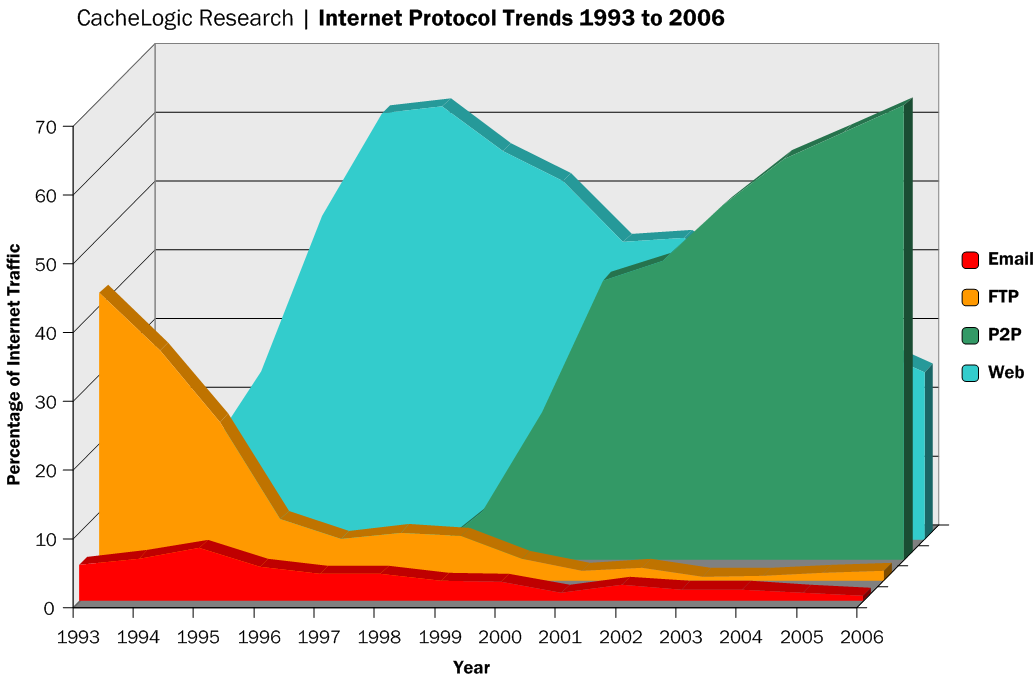 CacheLogic Research | Internet Protocol Trends 1993 to 2006
70
60
50
40
30
20
10
0
Percentage of Internet Traffic
1993 1994 1995 1996 1997 1998 1999 2000 2001 2002 2003 2004 2005 2006
Year
Email
FTP
P2P
Web